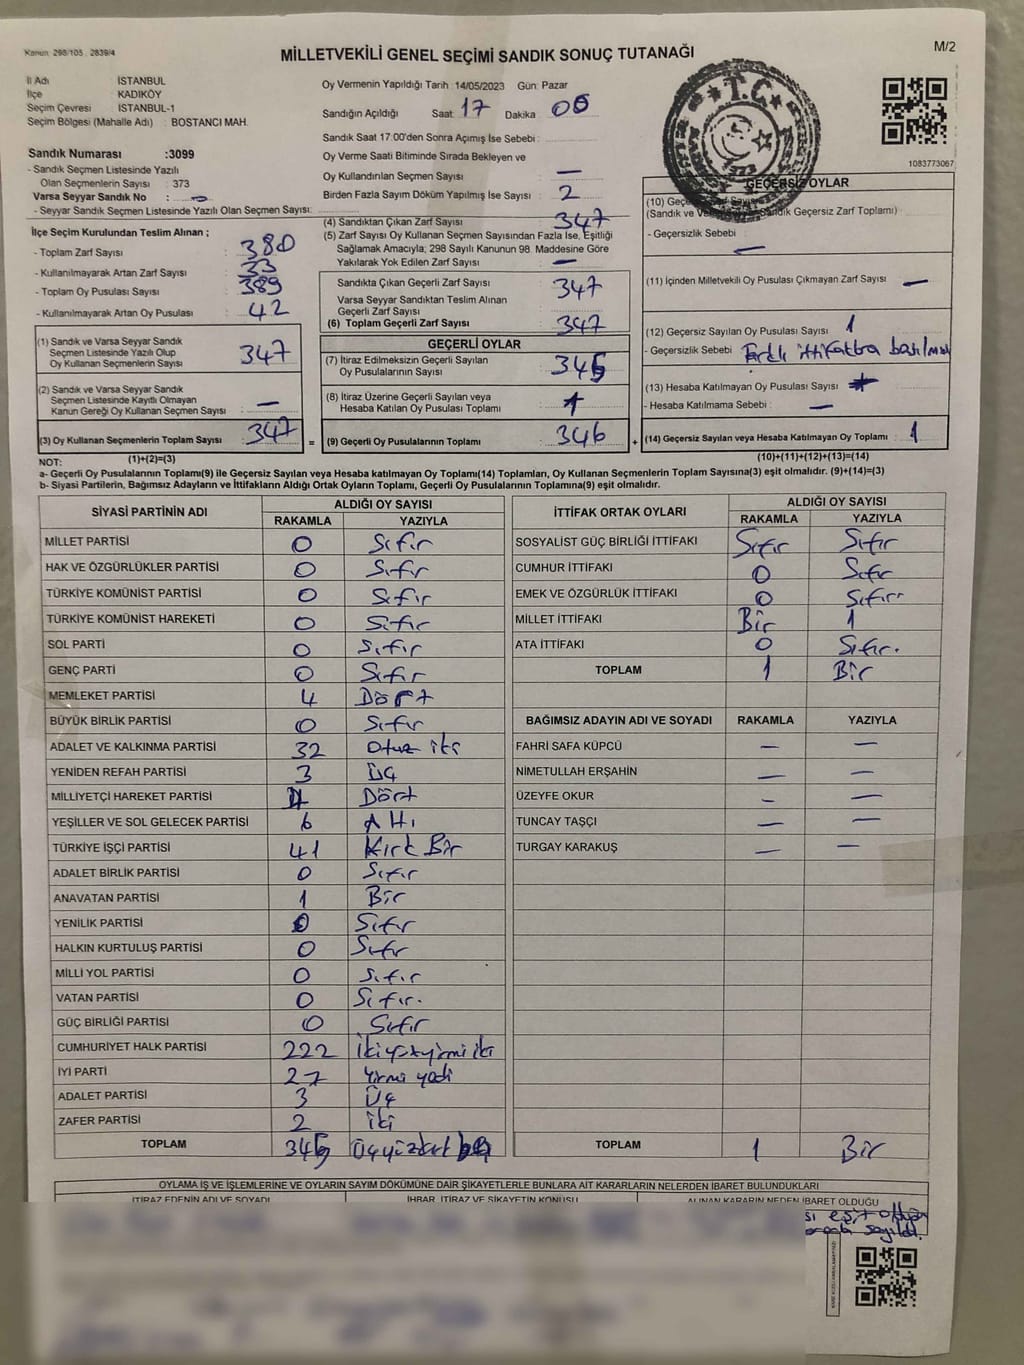 Kanun: 298/105 , 2839/4
MİLLETVEKİLİ GENEL SEÇİMİ SANDIK SONUÇ TUTANAĞI
M/2
İl Adı İSTANBUL
İlçe KADIKÖY
Seçim Çevresi İSTANBUL-1
Seçim Bölgesi (Mahalle Adı) : BOSTANCI MAH.
Sandık Numarası :3099
- Sandık Seçmen Listesinde Yazılı
Olan Seçmenlerin Sayısı : 373
Varsa Seyyar Sandık No : -
- Seyyar Sandık Seçmen Listesinde Yazılı Olan Seçmen Sayısı:
İlçe Seçim Kurulundan Teslim Alınan ;
- Toplam Zarf Sayısı : 380
- Kullanılmayarak Artan Zarf Sayısı : 33
- Toplam Oy Pusulası Sayısı : 389
- Kullanılmayarak Artan Oy Pusulası : 42
Oy Vermenin Yapıldığı Tarih : 14/05/2023 Gün: Pazar
Sandığın Açıldığı Saat: 17 Dakika 00
Sandık Saat 17.00'den Sonra Açımış İse Sebebi :
Oy Verme Saati Bitiminde Sırada Bekleyen ve
Oy Kullandırılan Seçmen Sayısı : —
Birden Fazla Sayım Döküm Yapılmış İse Sayısı : 2
(4) Sandıktan Çıkan Zarf Sayısı : 347
(5) Zarf Sayısı Oy Kullanan Seçmen Sayısından Fazla İse, Eşitliği
Sağlamak Amacıyla; 298 Sayılı Kanunun 98. Maddesine Göre
Yakılarak Yok Edilen Zarf Sayısı : —
Sandıkta Çıkan Geçerli Zarf Sayısı : 347
Varsa Seyyar Sandıktan Teslim Alınan
Geçerli Zarf Sayısı :
(6) Toplam Geçerli Zarf Sayısı : 347
T.C.
1083773067
GEÇERSİZ OYLAR
(10)
Sandık Geçersiz Zarf Toplamı)
- Geçersizlik Sebebi :
—
(11) İçinden Milletvekili Oy Pusulası Çıkmayan Zarf Sayısı : —
(12) Geçersiz Sayılan Oy Pusulası Sayısı : 1
- Geçersizlik Sebebi : Farklı ittifakba basılmış
(13) Hesaba Katılmayan Oy Pusulası Sayısı :
- Hesaba Katılmama Sebebi : —
(1) Sandık ve Varsa Seyyar Sandık
Seçmen Listesinde Yazılı Olup
Oy Kullanan Seçmenlerin Sayısı : 347
(2) Sandık ve Varsa Seyyar Sandık
Seçmen Listesinde Kayıtlı Olmayan
Kanun Gereği Oy Kullanan Seçmen Sayısı : —
(3) Oy Kullanan Seçmenlerin Toplam Sayısı : 347 =
(1)+(2)=(3)
GEÇERLİ OYLAR
(7) İtiraz Edilmeksizin Geçerli Sayılan
Oy Pusulalarının Sayısı : 345
(8) İtiraz Üzerine Geçerli Sayılan veya
Hesaba Katılan Oy Pusulası Toplamı : 1
(9) Geçerli Oy Pusulalarının Toplamı : 346 +
(14) Geçersiz Sayılan veya Hesaba Katılmayan Oy Toplamı : 1
(10)+(11)+(12)+(13)=(14)
NOT:
a- Geçerli Oy Pusulalarının Toplamı(9) ile Geçersiz Sayılan veya Hesaba katılmayan Oy Toplamı(14) Toplamları, Oy Kullanan Seçmenlerin Toplam Sayısına(3) eşit olmalıdır. (9)+(14)=(3)
b- Siyasi Partilerin, Bağımsız Adayların ve İttifakların Aldığı Ortak Oyların Toplamı, Geçerli Oy Pusulalarının Toplamına(9) eşit olmalıdır.
SİYASİ PARTİNİN ADI ALDIĞI OY SAYISI
RAKAMLA YAZIYLA
MİLLET PARTİSİ 0 Sıfır
HAK VE ÖZGÜRLÜKLER PARTİSİ 0 Sıfır
TÜRKİYE KOMÜNİST PARTİSİ 0 Sıfır
TÜRKİYE KOMÜNİST HAREKETİ 0 Sıfır
SOL PARTİ 0 Sıfır
GENÇ PARTİ 0 Sıfır
MEMLEKET PARTİSİ 4 Dört
BÜYÜK BİRLİK PARTİSİ 0 Sıfır
ADALET VE KALKINMA PARTİSİ 32 Otuz iki
YENİDEN REFAH PARTİSİ 3 Üç
MİLLİYETÇİ HAREKET PARTİSİ 4 Dört
YEŞİLLER VE SOL GELECEK PARTİSİ 6 Altı
TÜRKİYE İŞÇİ PARTİSİ 41 Kırk Bir
ADALET BİRLİK PARTİSİ 0 Sıfır
ANAVATAN PARTİSİ 1 Bir
YENİLİK PARTİSİ 0 Sıfır
HALKIN KURTULUŞ PARTİSİ 0 Sıfır
MİLLİ YOL PARTİSİ 0 Sıfır
VATAN PARTİSİ 0 Sıfır.
GÜÇ BİRLİĞİ PARTİSİ 0 Sıfır
CUMHURİYET HALK PARTİSİ 222 ikiyüzyirmi iki
İYİ PARTİ 27 Yirmi yedi
ADALET PARTİSİ 3 Üç
ZAFER PARTİSİ 2 iki
TOPLAM 345 Üçyüzkırk
İTTİFAK ORTAK OYLARI ALDIĞI OY SAYISI
RAKAMLA YAZIYLA
SOSYALİST GÜÇ BİRLİĞİ İTTİFAKI Sıfır Sıfır
CUMHUR İTTİFAKI 0 Sıfır
EMEK VE ÖZGÜRLÜK İTTİFAKI 0 Sıfır
MİLLET İTTİFAKI Bir 1
ATA İTTİFAKI 0 Sıfır.
TOPLAM 1 Bir
BAĞIMSIZ ADAYIN ADI VE SOYADI RAKAMLA YAZIYLA
FAHRİ SAFA KÜPCÜ — —
NİMETULLAH ERŞAHİN — —
ÜZEYFE OKUR — —
TUNCAY TAŞÇI — —
TURGAY KARAKUŞ — —
TOPLAM 1 Bir
OYLAMA İŞ VE İŞLEMLERİNE VE OYLARIN SAYIM DÖKÜMÜNE DAİR ŞİKAYETLERLE BUNLARA AİT KARARLARIN NELERDEN İBARET BULUNDUKLARI
İTİRAZ EDENİN ADI VE SOYADI İHBAR, İTİRAZ VE ŞİKAYETİN KONUSU ALINAN KARARIN NEDEN İBARET OLDUĞU
sı eşit